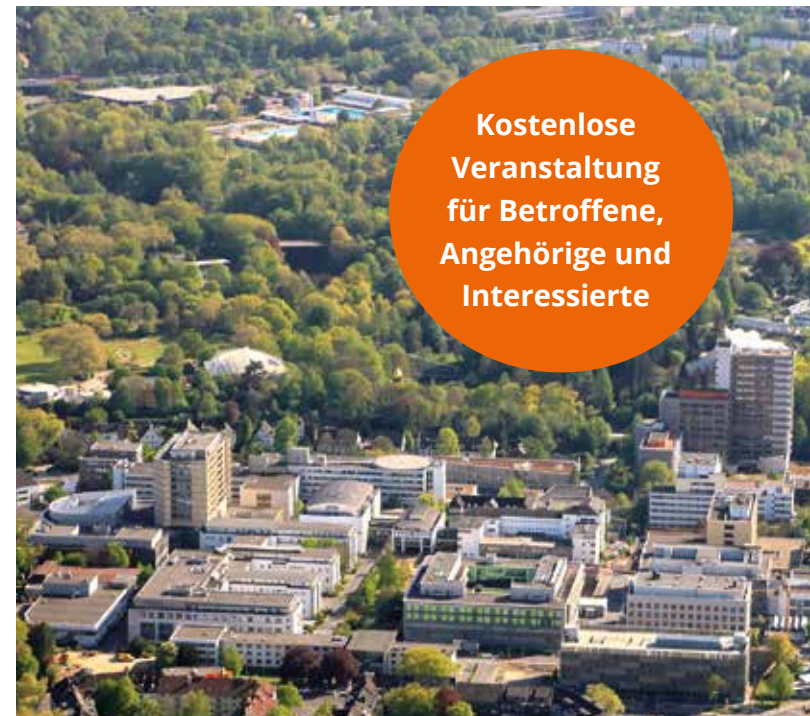 Kostenlose
Veranstaltung
für Betroffene,
Angehörige und
Interessierte